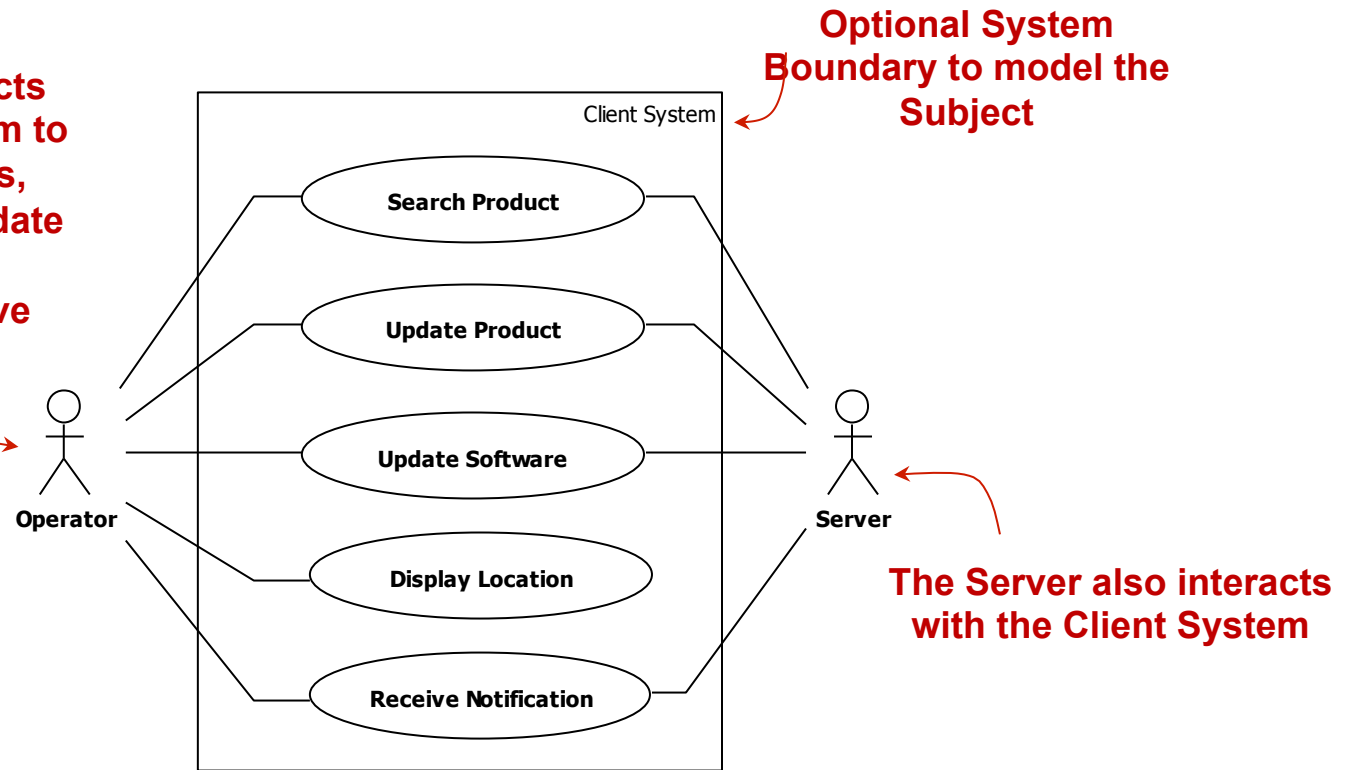 Optional System
Boundary to model the
Subject
date
Client System
Search Product
Update Product
Update Software
Display Location
Receive Notification
Operator
Server
The Server also interacts
with the Client System